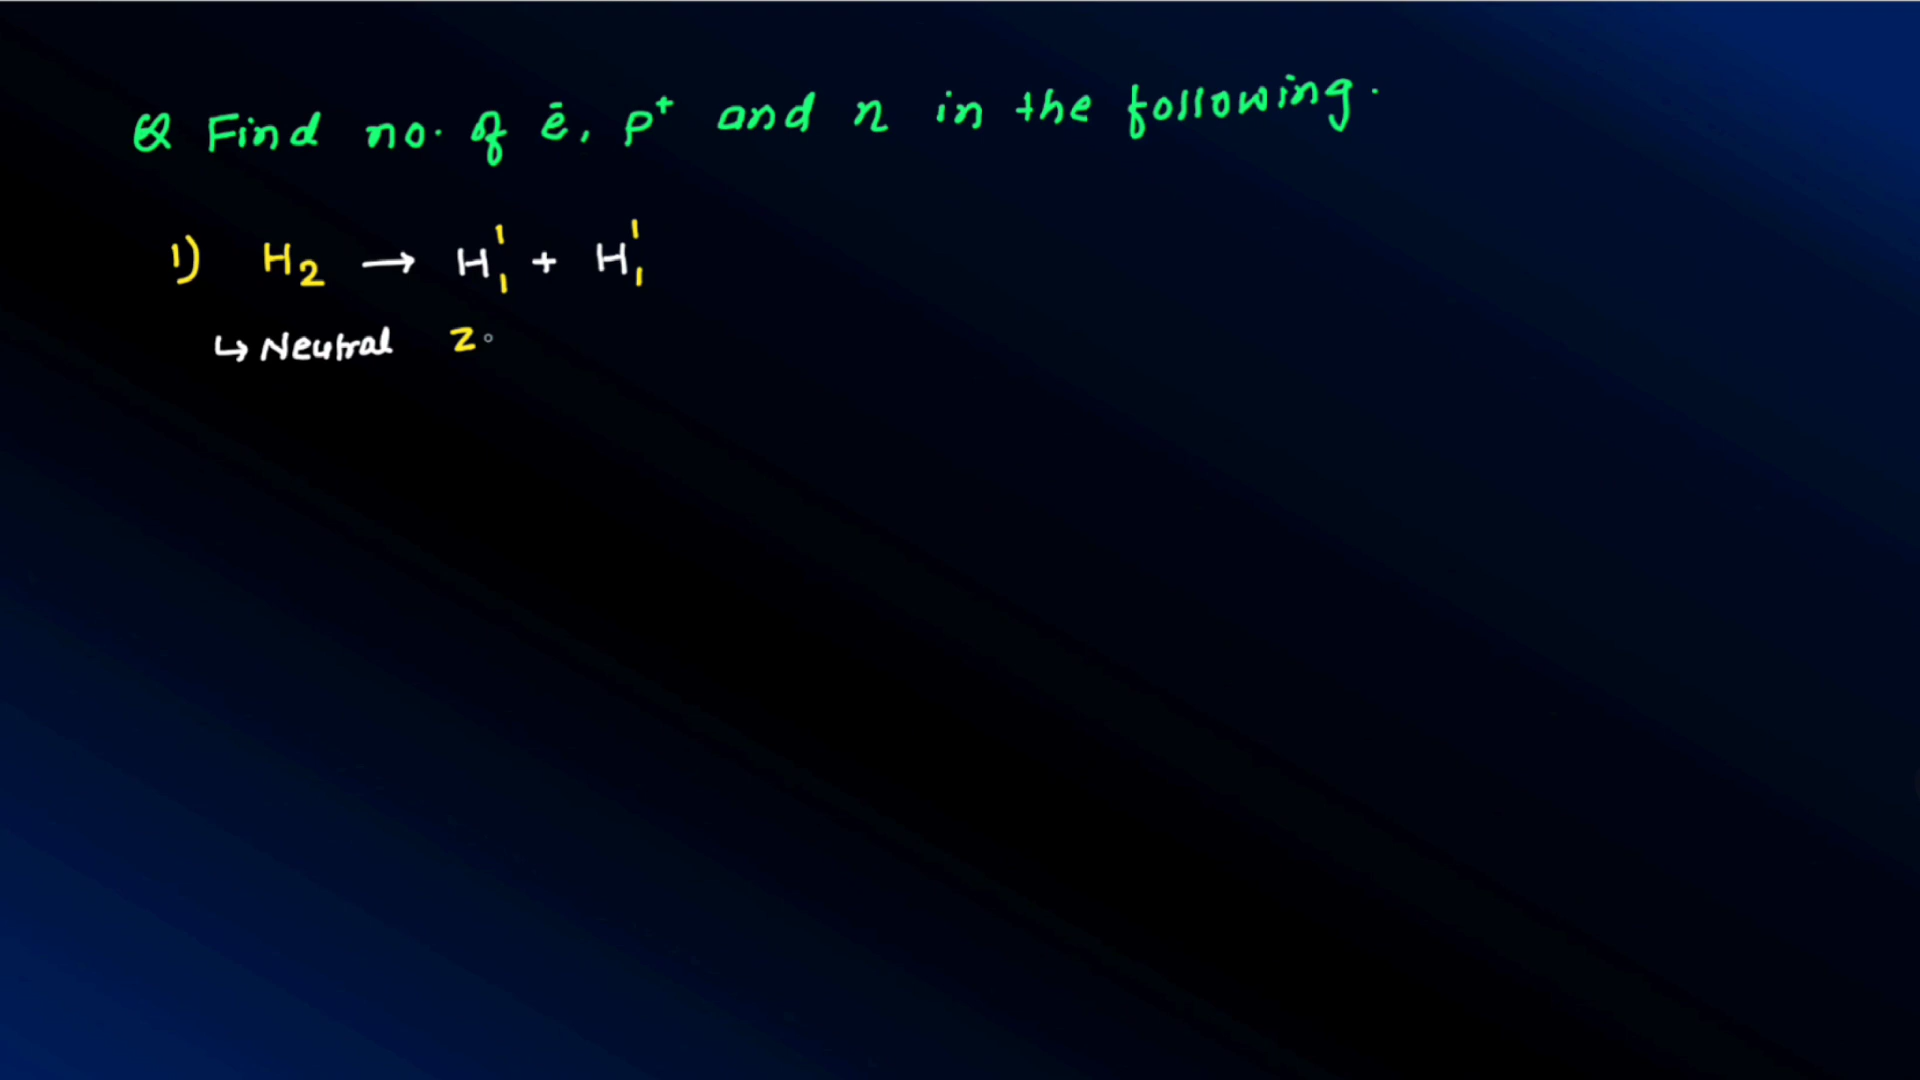 Q Find no. of ē, p⁺ and n in the following.
1) H₂ → H₁¹ + H₁¹
↳ Neutral Z